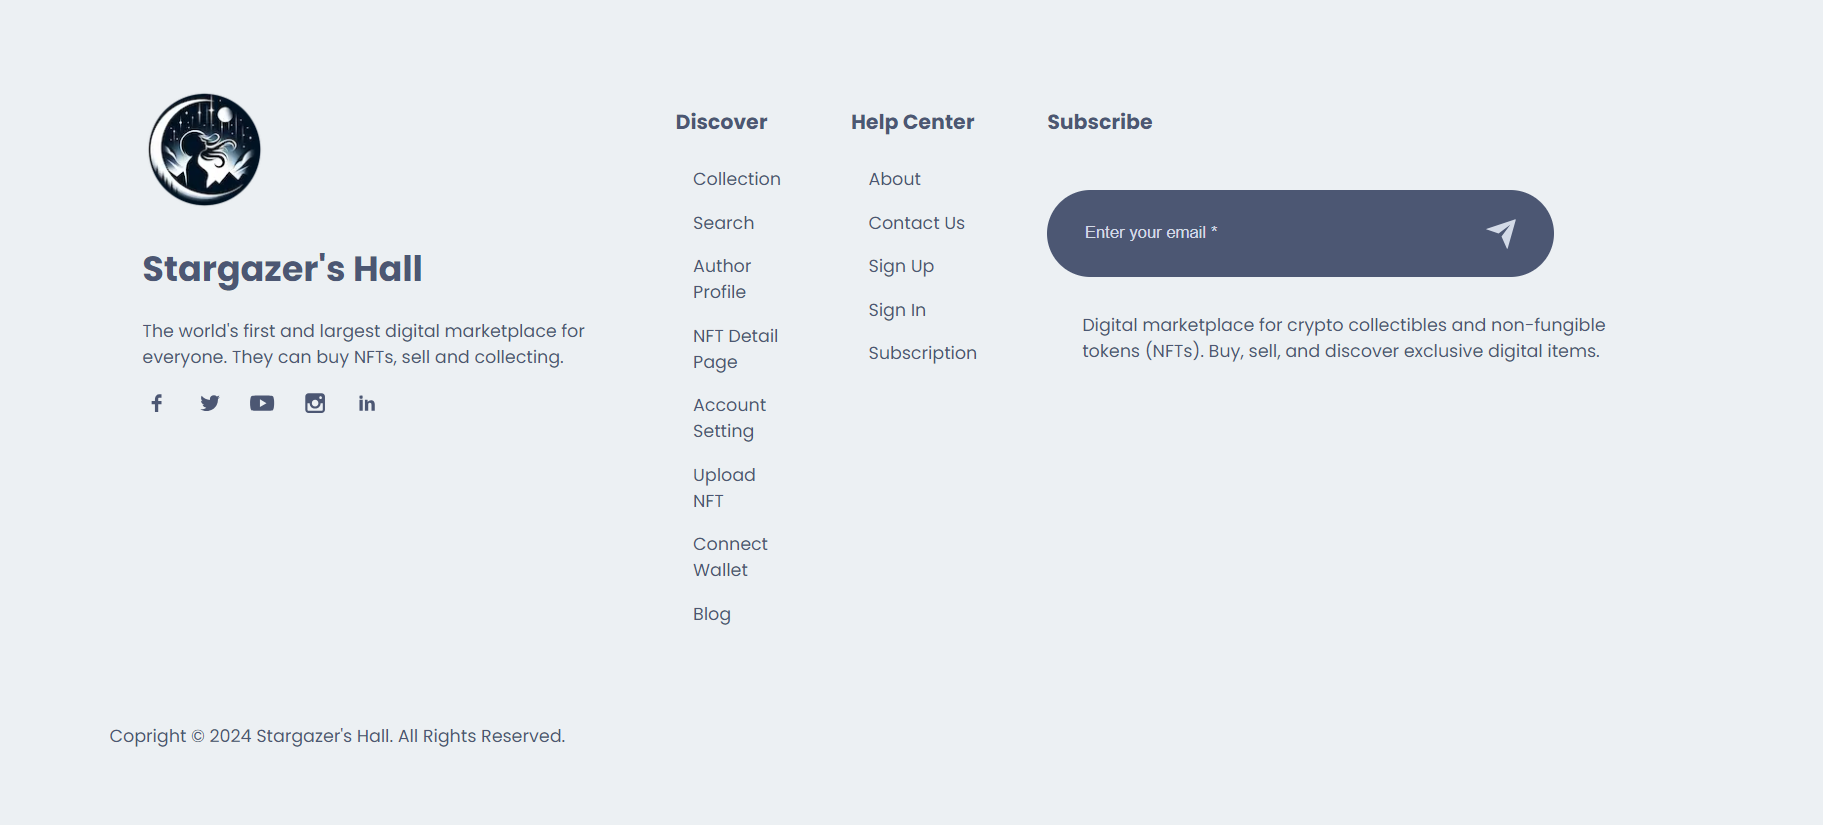 Stargazer's Hall
The world's first and largest digital marketplace for
everyone. They can buy NFTs, sell and collecting.
Discover
Collection
Search
Author
Profile
NFT Detail
Page
Account
Setting
Upload
NFT
Connect
Wallet
Blog
Help Center
About
Contact Us
Sign Up
Sign In
Subscription
Subscribe
Enter your email *
Digital marketplace for crypto collectibles and non-fungible
tokens (NFTs). Buy, sell, and discover exclusive digital items.
Copright © 2024 Stargazer's Hall. All Rights Reserved.